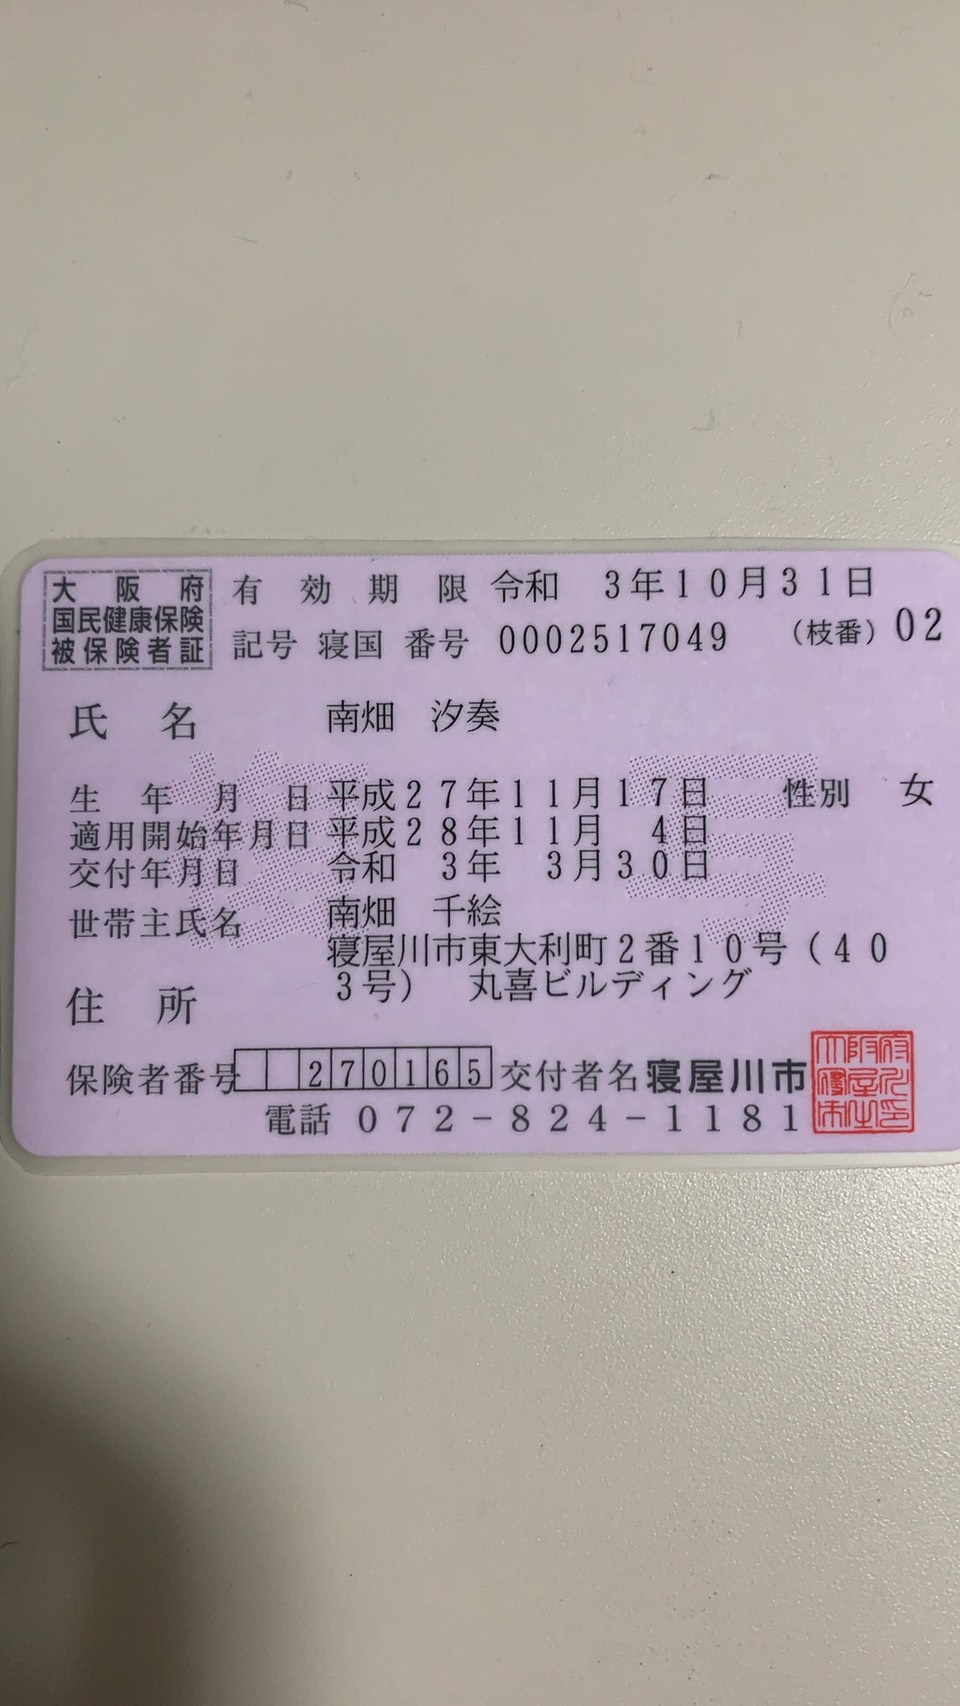 大阪府
国民健康保険
被保険者証
有効期限 令和 3年10月31日
記号 寝国 番号 0002517049 (枝番) 02
氏名 南畑 汐奏
生年月日 平成27年11月17日 性別 女
適用開始年月日 平成28年11月 4日
交付年月日 令和 3年 3月30日
世帯主氏名 南畑 千絵
住所 寝屋川市東大利町2番10号(40
3号) 丸喜ビルディング
保険者番号 270165 交付者名 寝屋川市
電話 072-824-1181